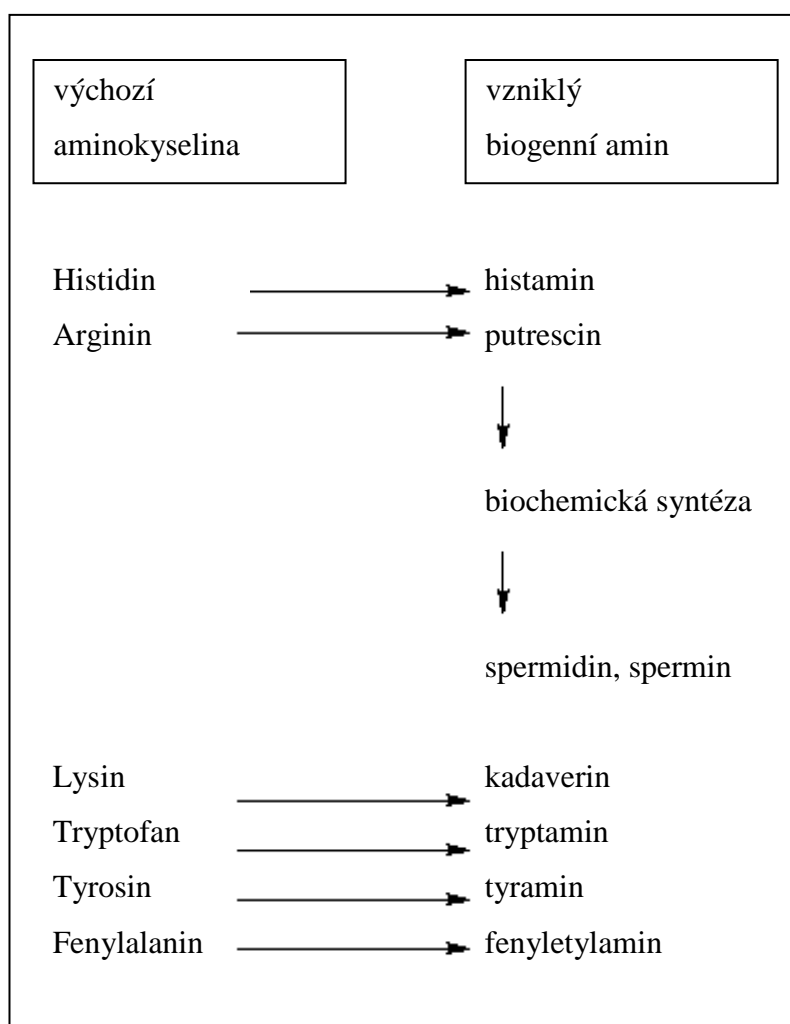 výchozí
aminokyselina
vzniklý
biogenní amin
Histidin histamin
Arginin putrescin
biochemická syntéza
spermidin, spermin
Lysin kadaverin
Tryptofan tryptamin
Tyrosin tyramin
Fenylalanin fenyletylamin